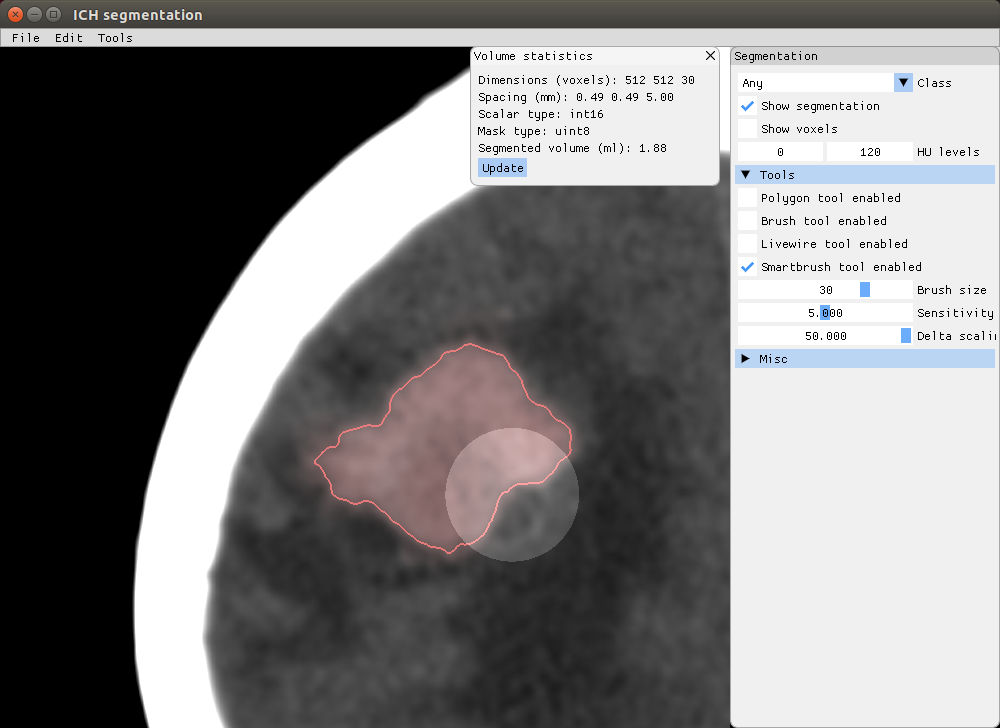 ICH segmentation
File Edit Tools
Volume statistics
Dimensions (voxels): 512 512 30
Spacing (mm): 0.49 0.49 5.00
Scalar type: int16
Mask type: uint8
Segmented volume (ml): 1.88
Update
Segmentation
Any Class
Show segmentation
Show voxels
0 120 HU levels
Tools
Polygon tool enabled
Brush tool enabled
Livewire tool enabled
Smartbrush tool enabled
30 Brush size
5.000 Sensitivity
50.000 Delta scalin
Misc